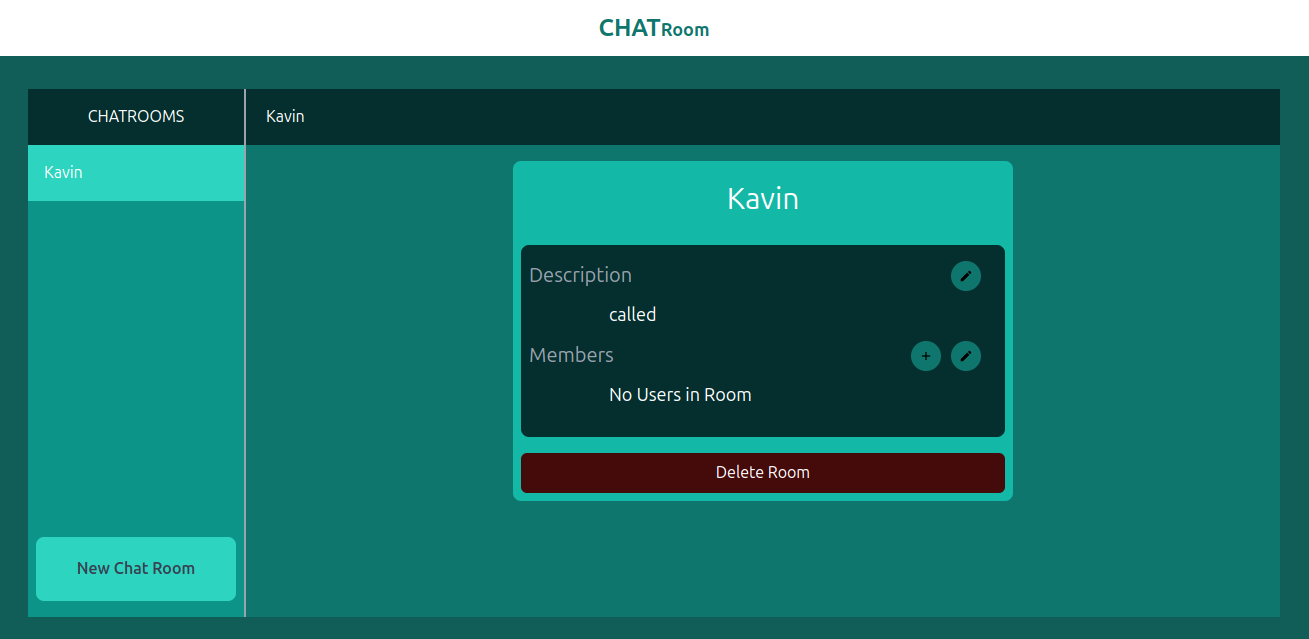 CHATRoom
CHATROOMS
Kavin
Kavin
Kavin
Description
called
Members
No Users in Room
Delete Room
New Chat Room